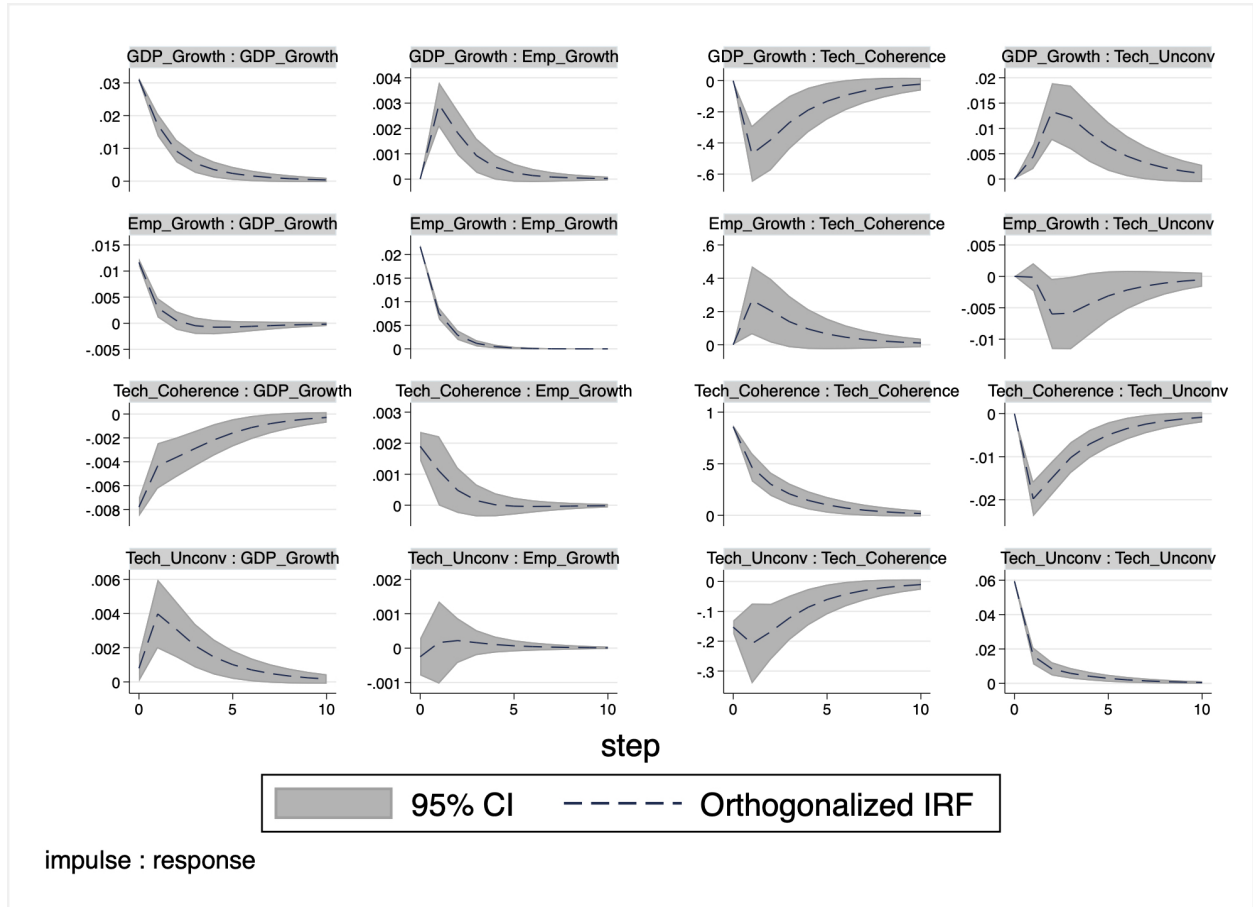 GDP_Growth : GDP_Growth
GDP_Growth : Emp_Growth
GDP_Growth : Tech_Coherence
GDP_Growth : Tech_Unconv
.03
.02
.01
0
.004
.003
.002
.001
0
0
-.2
-.4
-.6
.02
.015
.01
.005
0
Emp_Growth : GDP_Growth
Emp_Growth : Emp_Growth
Emp_Growth : Tech_Coherence
Emp_Growth : Tech_Unconv
.015
.01
.005
0
-.005
.02
.015
.01
.005
0
.6
.4
.2
0
.005
0
-.005
-.01
Tech_Coherence : GDP_Growth
Tech_Coherence : Emp_Growth
Tech_Coherence : Tech_Coherence
Tech_Coherence : Tech_Unconv
0
-.002
-.004
-.006
-.008
.003
.002
.001
0
1
.5
0
0
-.01
-.02
Tech_Unconv : GDP_Growth
Tech_Unconv : Emp_Growth
Tech_Unconv : Tech_Coherence
Tech_Unconv : Tech_Unconv
.006
.004
.002
0
.002
.001
0
-.001
0
-.1
-.2
-.3
.06
.04
.02
0
0 5 10
0 5 10
0 5 10
0 5 10
step
95% CI
Orthogonalized IRF
impulse : response